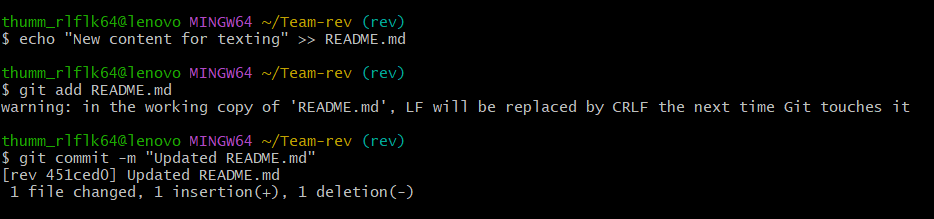 thumm_rlflk64@lenovo MINGW64 ~/Team-rev (rev)
$ echo "New content for texting" >> README.md
thumm_rlflk64@lenovo MINGW64 ~/Team-rev (rev)
$ git add README.md
warning: in the working copy of 'README.md', LF will be replaced by CRLF the next time Git touches it
thumm_rlflk64@lenovo MINGW64 ~/Team-rev (rev)
$ git commit -m "Updated README.md"
[rev 451ced0] Updated README.md
 1 file changed, 1 insertion(+), 1 deletion(-)